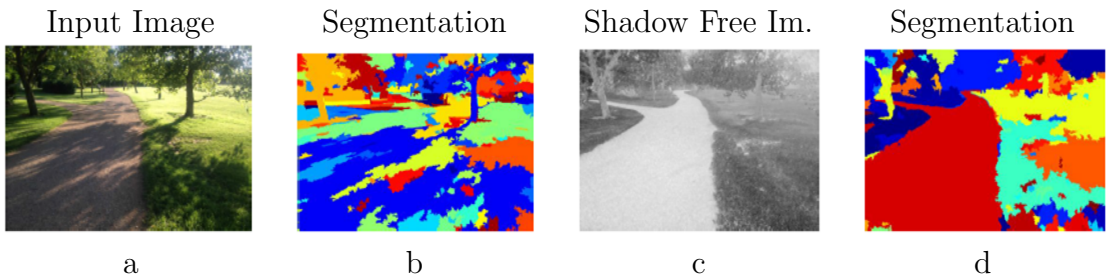 Input Image
Segmentation
Shadow Free Im.
Segmentation
a
b
c
d